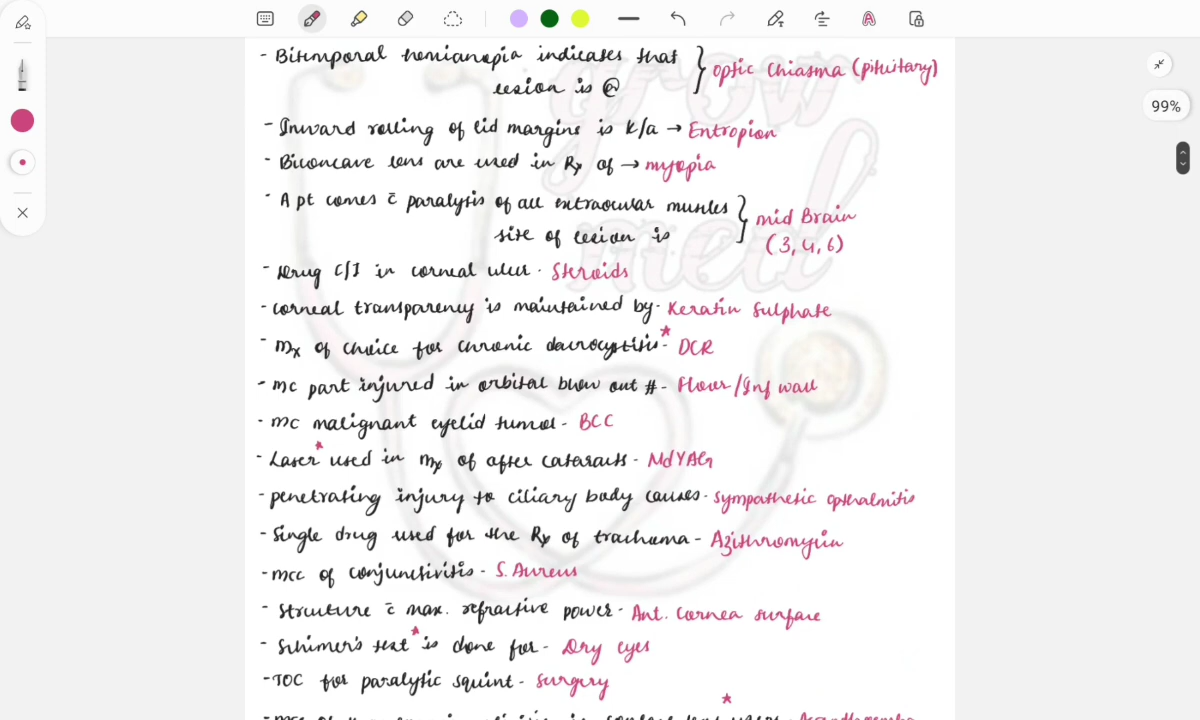 - Bitemporal hemianopia indicates that
lesion is @ } optic chiasma (pituitary)
- Inward rolling of lid margins is k/a → Entropion
- Biconcave lens are used in Rx of → myopia
- A pt comes c̄ paralysis of all extraocular muscles
site of lesion is } mid Brain
(3, 4, 6)
- Drug C/I in corneal ulcer - Steroids
- corneal transparency is maintained by - Keratin Sulphate
- Mx of choice for chronic dacrocystitis* - DCR
- mc part injured in orbital blow out # - Flour/Inf wall
- mc malignant eyelid tumor - BCC
- Laser* used in Mx of after cataracts - NdYAG
- penetrating injury to ciliary body causes - Sympathetic opthalmitis
- Single drug used for the Rx of trachoma - Azithromycin
- mcc of conjunctivitis - S. Aureus
- Structure c̄ max. refractive power - Ant. Cornea surface
- Schimer's test* is done for - Dry eyes
- TOC for paralytic squint - Surgery
grow
med
99%